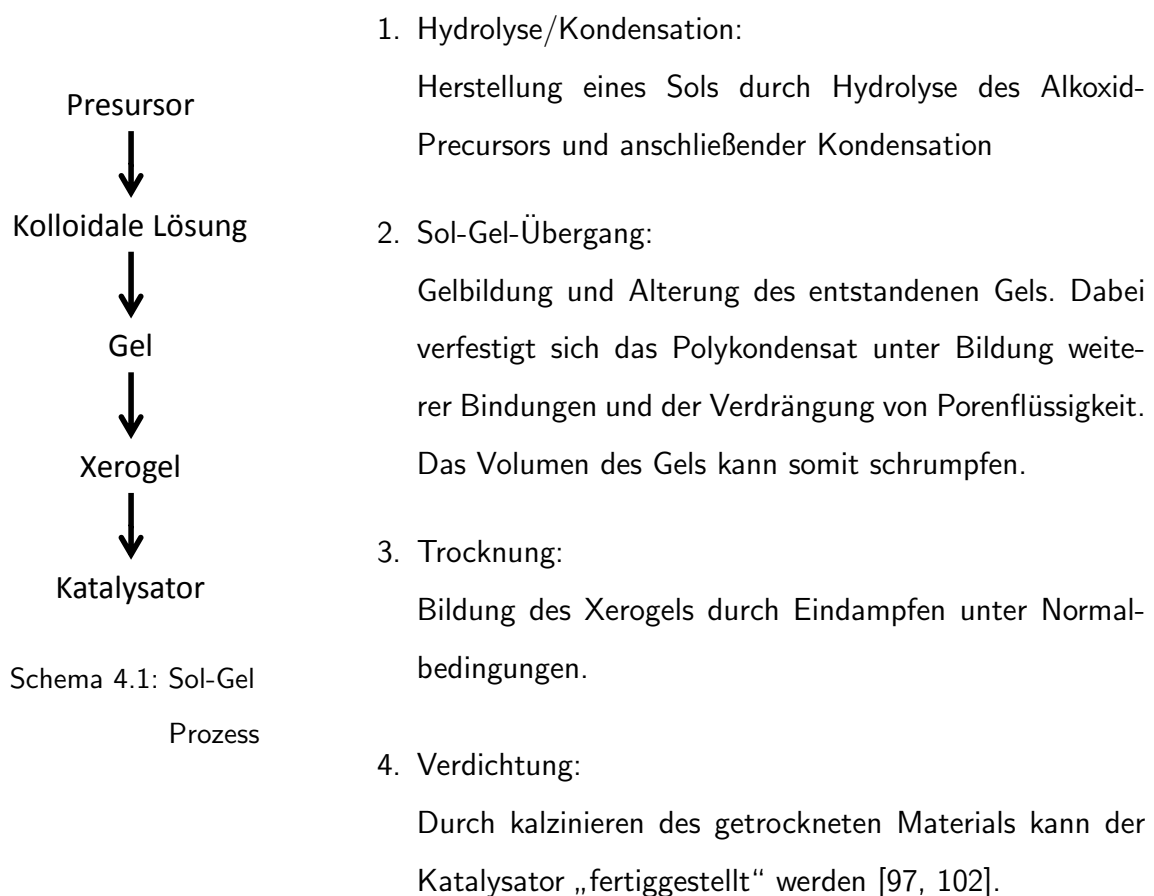 Presursor
Kolloidale Lösung
Gel
Xerogel
Katalysator
Schema 4.1: Sol-Gel
Prozess
1. Hydrolyse/Kondensation:
Herstellung eines Sols durch Hydrolyse des Alkoxid-
Precursors und anschließender Kondensation
2. Sol-Gel-Übergang:
Gelbildung und Alterung des entstandenen Gels. Dabei
verfestigt sich das Polykondensat unter Bildung weite-
rer Bindungen und der Verdrängung von Porenflüssigkeit.
Das Volumen des Gels kann somit schrumpfen.
3. Trocknung:
Bildung des Xerogels durch Eindampfen unter Normal-
bedingungen.
4. Verdichtung:
Durch kalzinieren des getrockneten Materials kann der
Katalysator „fertiggestellt“ werden [97, 102].